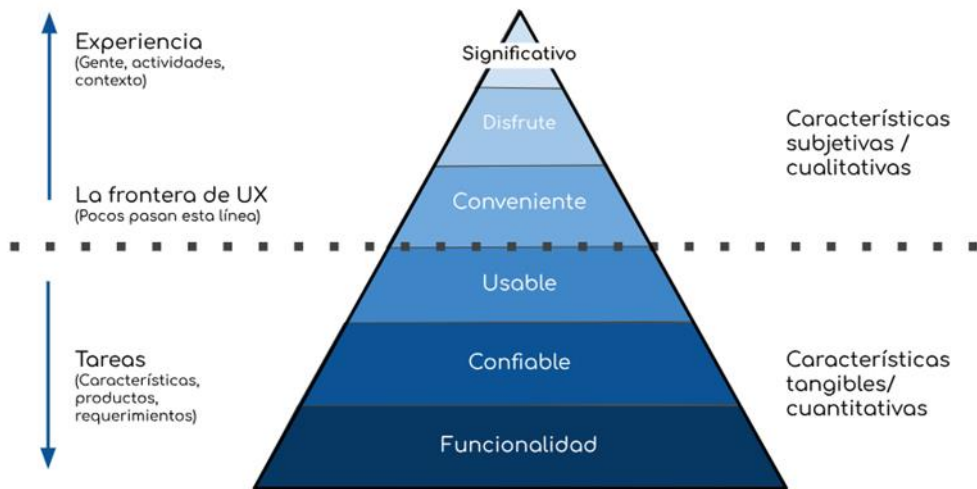 Experiencia
(Gente, actividades,
contexto)
La frontera de UX
(Pocos pasan esta línea)
Tareas
(Características,
productos,
requerimientos)
Significativo
Disfrute
Conveniente
Usable
Confiable
Funcionalidad
Características
subjetivas /
cualitativas
Características
tangibles/
cuantitativas